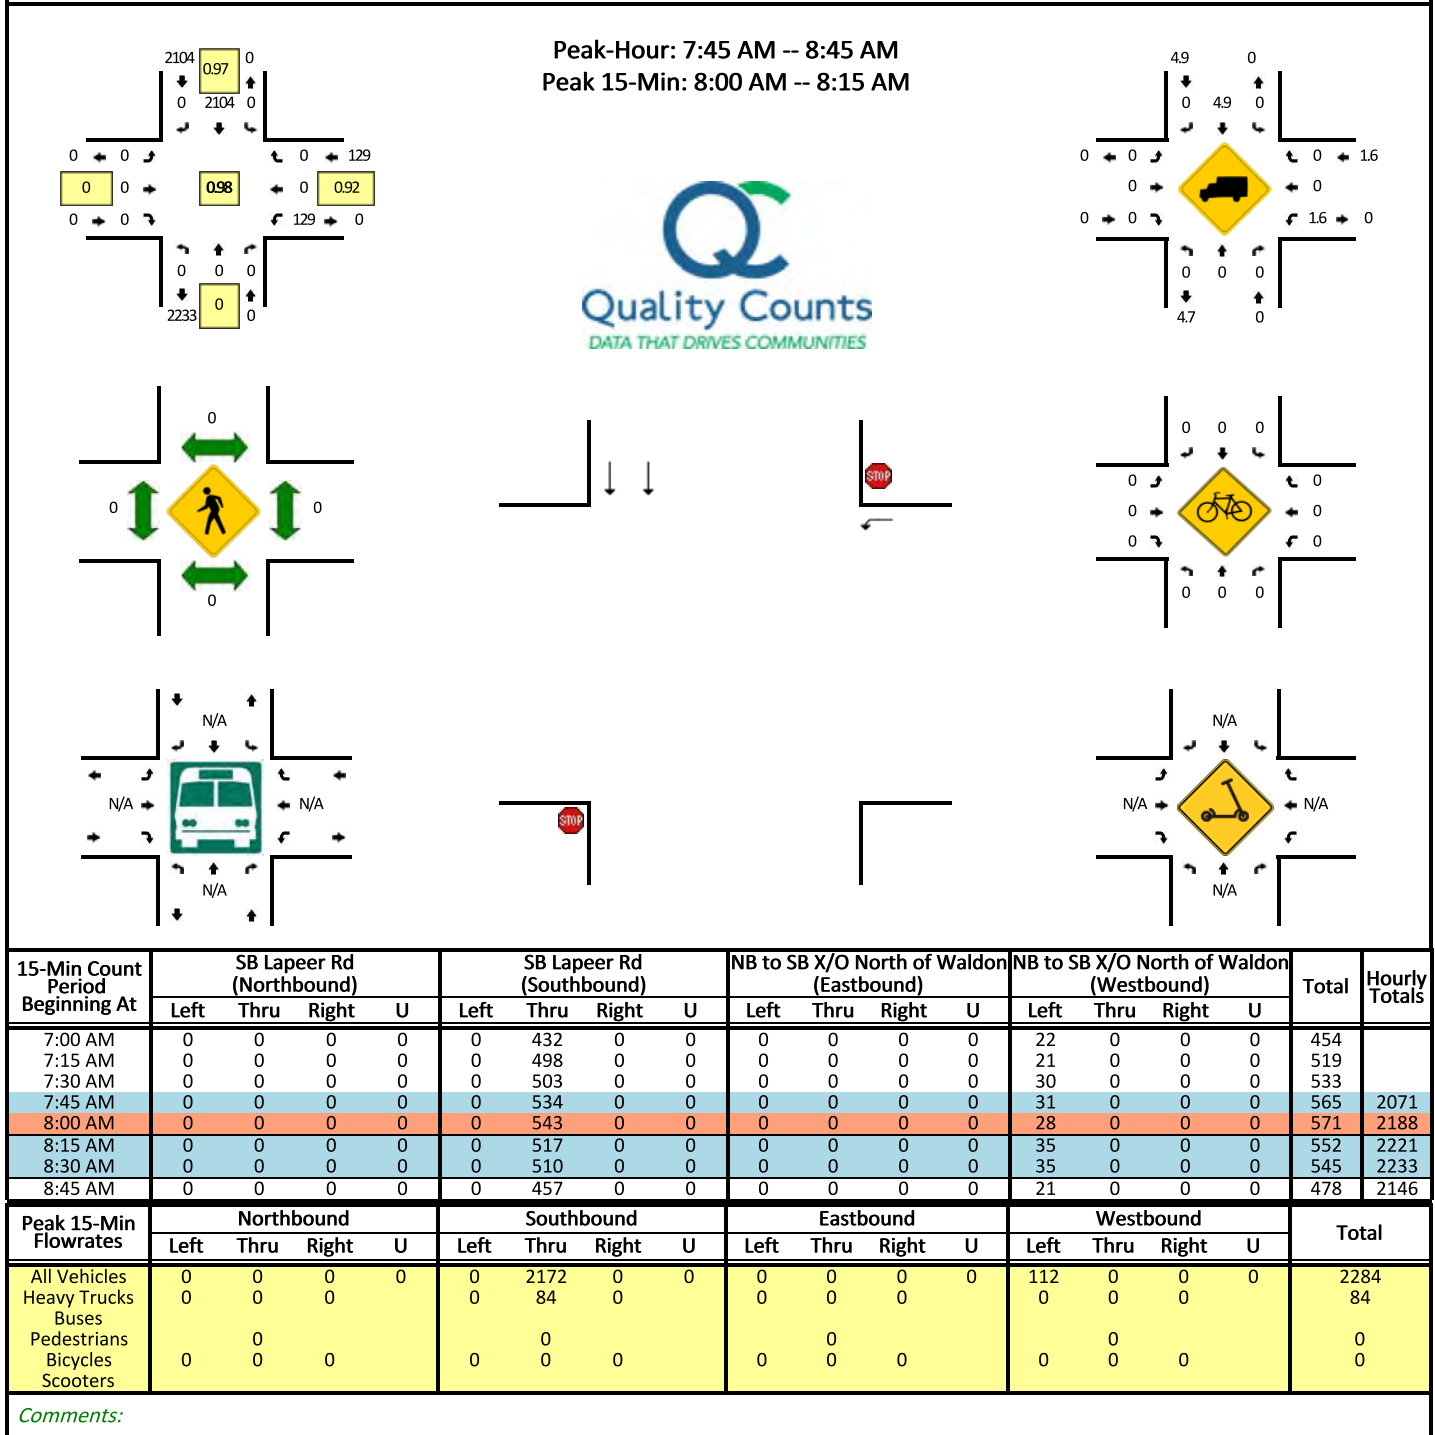 Peak-Hour: 7:45 AM -- 8:45 AM
Peak 15-Min: 8:00 AM -- 8:15 AM
2104 0.97 0
0 2104 0
0 0 0 129
0 0 0.98 0 0.92
0 0 129 0
0 0 0
2233 0 0
QC
Quality Counts
DATA THAT DRIVES COMMUNITIES
4.9 0
0 4.9 0
0 0 0 1.6
0 0
0 0 1.6 0
0 0 0
4.7 0
0
0 0
0
STOP
STOP
0 0 0
0 0
0 0
0 0
0 0 0
N/A
N/A N/A
N/A
N/A
N/A N/A
N/A
15-Min Count Period Beginning At SB Lapeer Rd (Northbound) SB Lapeer Rd (Southbound) NB to SB X/O North of Waldon (Eastbound) NB to SB X/O North of Waldon (Westbound) Total Hourly Totals
Left Thru Right U Left Thru Right U Left Thru Right U Left Thru Right U
7:00 AM 0 0 0 0 0 432 0 0 0 0 0 0 22 0 0 0 454
7:15 AM 0 0 0 0 0 498 0 0 0 0 0 0 21 0 0 0 519
7:30 AM 0 0 0 0 0 503 0 0 0 0 0 0 30 0 0 0 533
7:45 AM 0 0 0 0 0 534 0 0 0 0 0 0 31 0 0 0 565 2071
8:00 AM 0 0 0 0 0 543 0 0 0 0 0 0 28 0 0 0 571 2188
8:15 AM 0 0 0 0 0 517 0 0 0 0 0 0 35 0 0 0 552 2221
8:30 AM 0 0 0 0 0 510 0 0 0 0 0 0 35 0 0 0 545 2233
8:45 AM 0 0 0 0 0 457 0 0 0 0 0 0 21 0 0 0 478 2146
Peak 15-Min Flowrates Northbound Southbound Eastbound Westbound Total
Left Thru Right U Left Thru Right U Left Thru Right U Left Thru Right U
All Vehicles 0 0 0 0 0 2172 0 0 0 0 0 0 112 0 0 0 2284
Heavy Trucks 0 0 0 0 84 0 0 0 0 0 0 0 84
Buses
Pedestrians 0 0 0 0 0
Bicycles 0 0 0 0 0 0 0 0 0 0 0 0 0
Scooters
Comments: